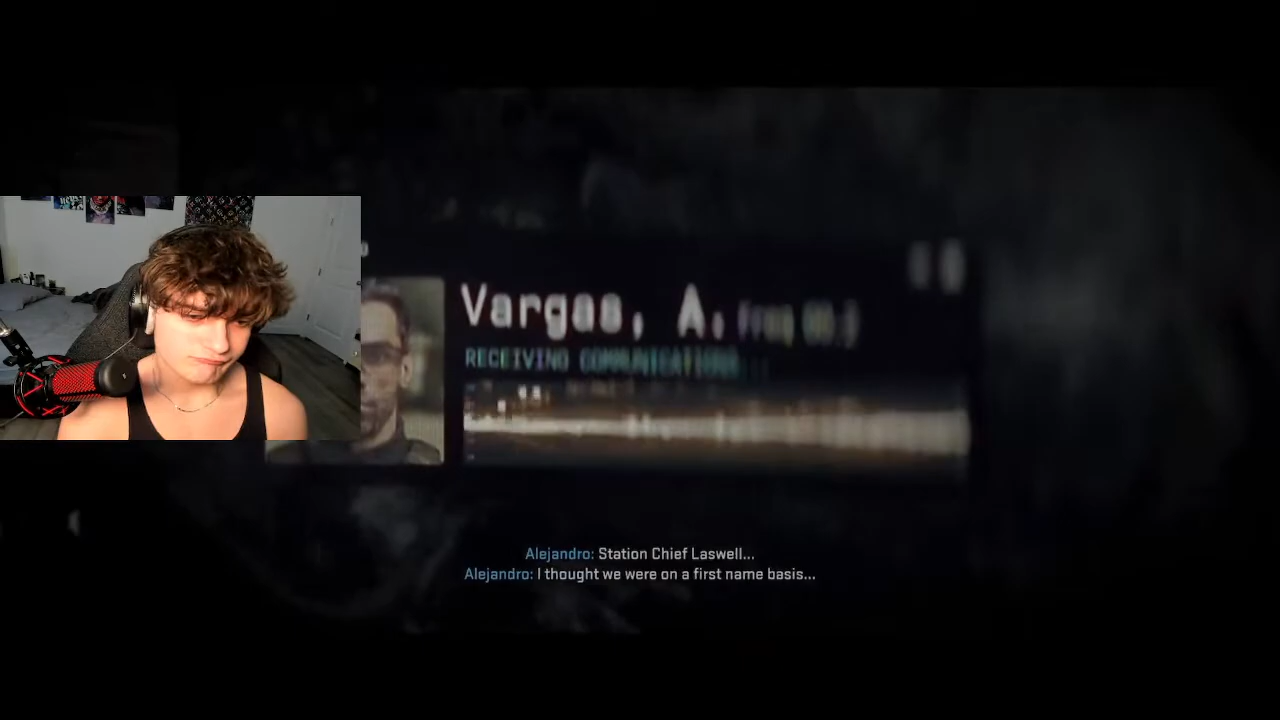 Vargas, A.
RECEIVING COMMUNICATIONS
Alejandro: Station Chief Laswell...
Alejandro: I thought we were on a first name basis...